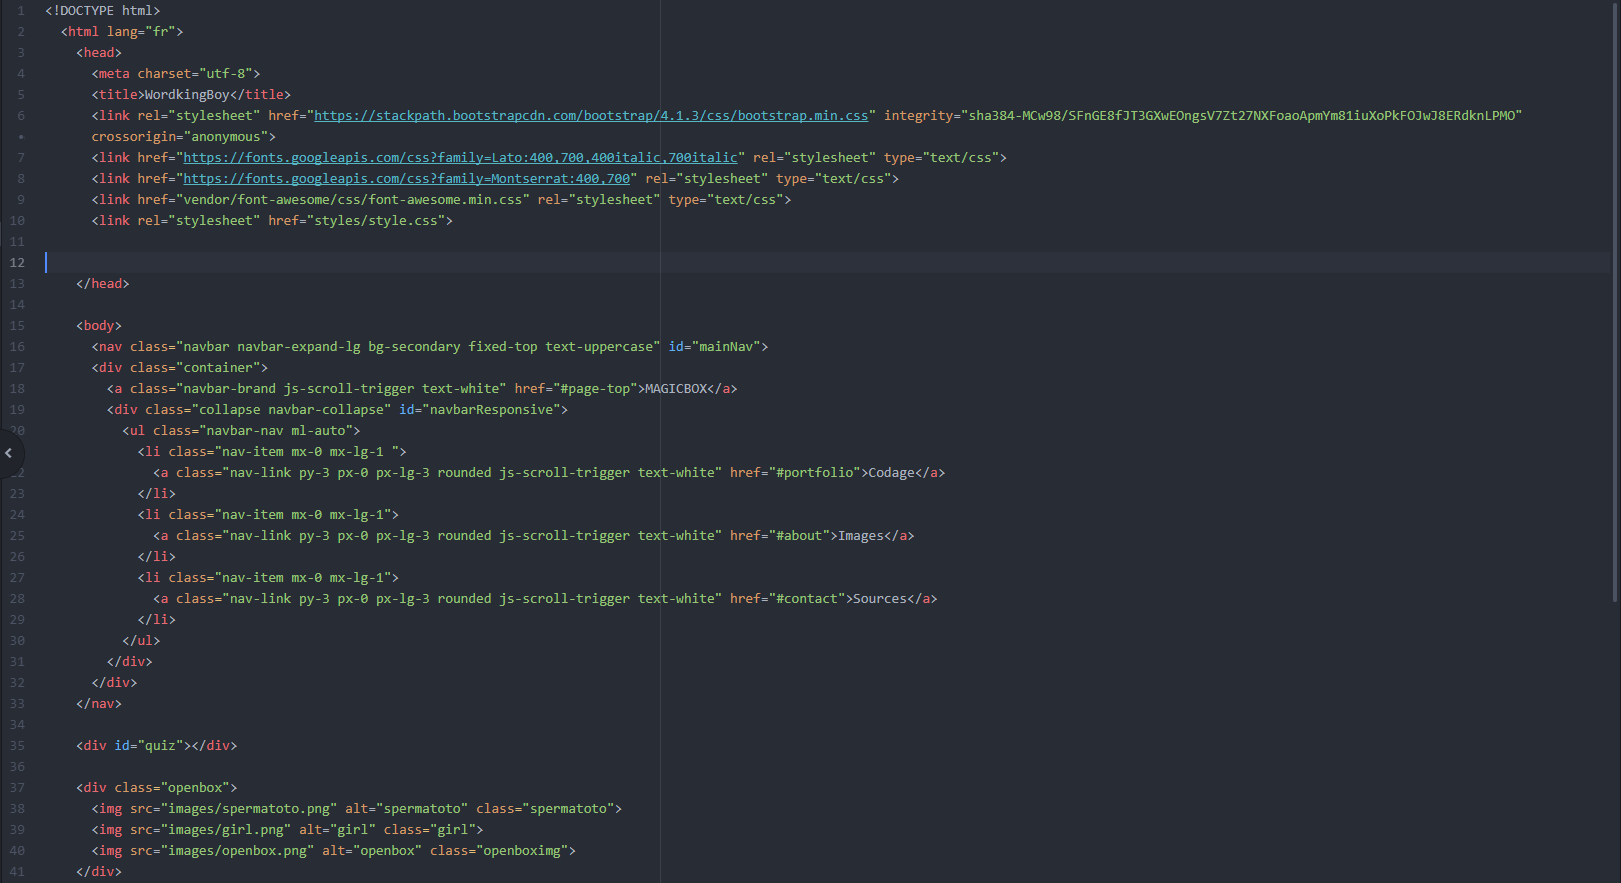 1 <!DOCTYPE html>
2 <html lang="fr">
3 <head>
4 <meta charset="utf-8">
5 <title>WordkingBoy</title>
6 <link rel="stylesheet" href="https://stackpath.bootstrapcdn.com/bootstrap/4.1.3/css/bootstrap.min.css" integrity="sha384-MCw98/SFnGE8fJT3GXwEOngsV7Zt27NXFoaoApmYm81iuXoPkFOJwJ8ERdknLPMO"
• crossorigin="anonymous">
7 <link href="https://fonts.googleapis.com/css?family=Lato:400,700,400italic,700italic" rel="stylesheet" type="text/css">
8 <link href="https://fonts.googleapis.com/css?family=Montserrat:400,700" rel="stylesheet" type="text/css">
9 <link href="vendor/font-awesome/css/font-awesome.min.css" rel="stylesheet" type="text/css">
10 <link rel="stylesheet" href="styles/style.css">
11
12
13 </head>
14
15 <body>
16 <nav class="navbar navbar-expand-lg bg-secondary fixed-top text-uppercase" id="mainNav">
17 <div class="container">
18 <a class="navbar-brand js-scroll-trigger text-white" href="#page-top">MAGICBOX</a>
19 <div class="collapse navbar-collapse" id="navbarResponsive">
20 <ul class="navbar-nav ml-auto">
<li class="nav-item mx-0 mx-lg-1 ">
22 <a class="nav-link py-3 px-0 px-lg-3 rounded js-scroll-trigger text-white" href="#portfolio">Codage</a>
23 </li>
24 <li class="nav-item mx-0 mx-lg-1">
25 <a class="nav-link py-3 px-0 px-lg-3 rounded js-scroll-trigger text-white" href="#about">Images</a>
26 </li>
27 <li class="nav-item mx-0 mx-lg-1">
28 <a class="nav-link py-3 px-0 px-lg-3 rounded js-scroll-trigger text-white" href="#contact">Sources</a>
29 </li>
30 </ul>
31 </div>
32 </div>
33 </nav>
34
35 <div id="quiz"></div>
36
37 <div class="openbox">
38 <img src="images/spermatoto.png" alt="spermatoto" class="spermatoto">
39 <img src="images/girl.png" alt="girl" class="girl">
40 <img src="images/openbox.png" alt="openbox" class="openboximg">
41 </div>